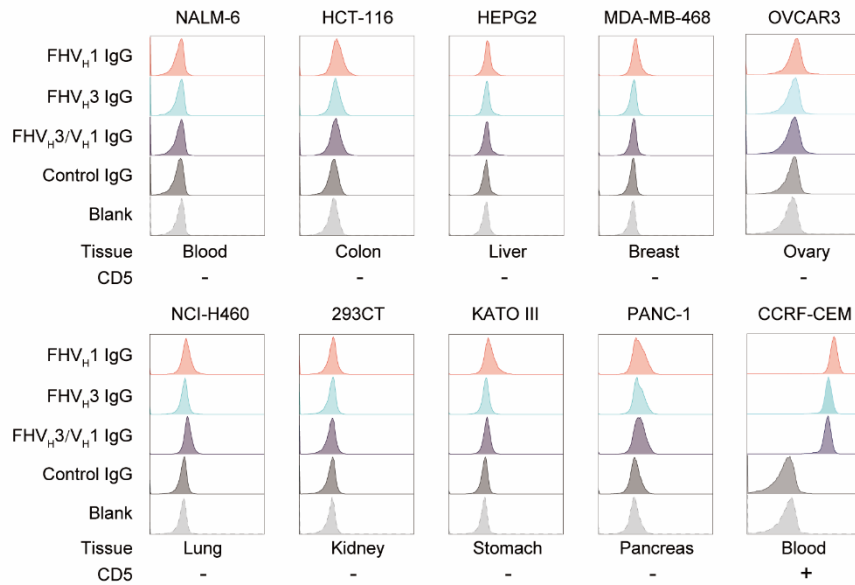 NALM-6 HCT-116 HEPG2 MDA-MB-468 OVCAR3
FHVH1 IgG
FHVH3 IgG
FHVH3/VH1 IgG
Control IgG
Blank
Tissue Blood Colon Liver Breast Ovary
CD5 - - - - -
NCI-H460 293CT KATO III PANC-1 CCRF-CEM
FHVH1 IgG
FHVH3 IgG
FHVH3/VH1 IgG
Control IgG
Blank
Tissue Lung Kidney Stomach Pancreas Blood
CD5 - - - - +